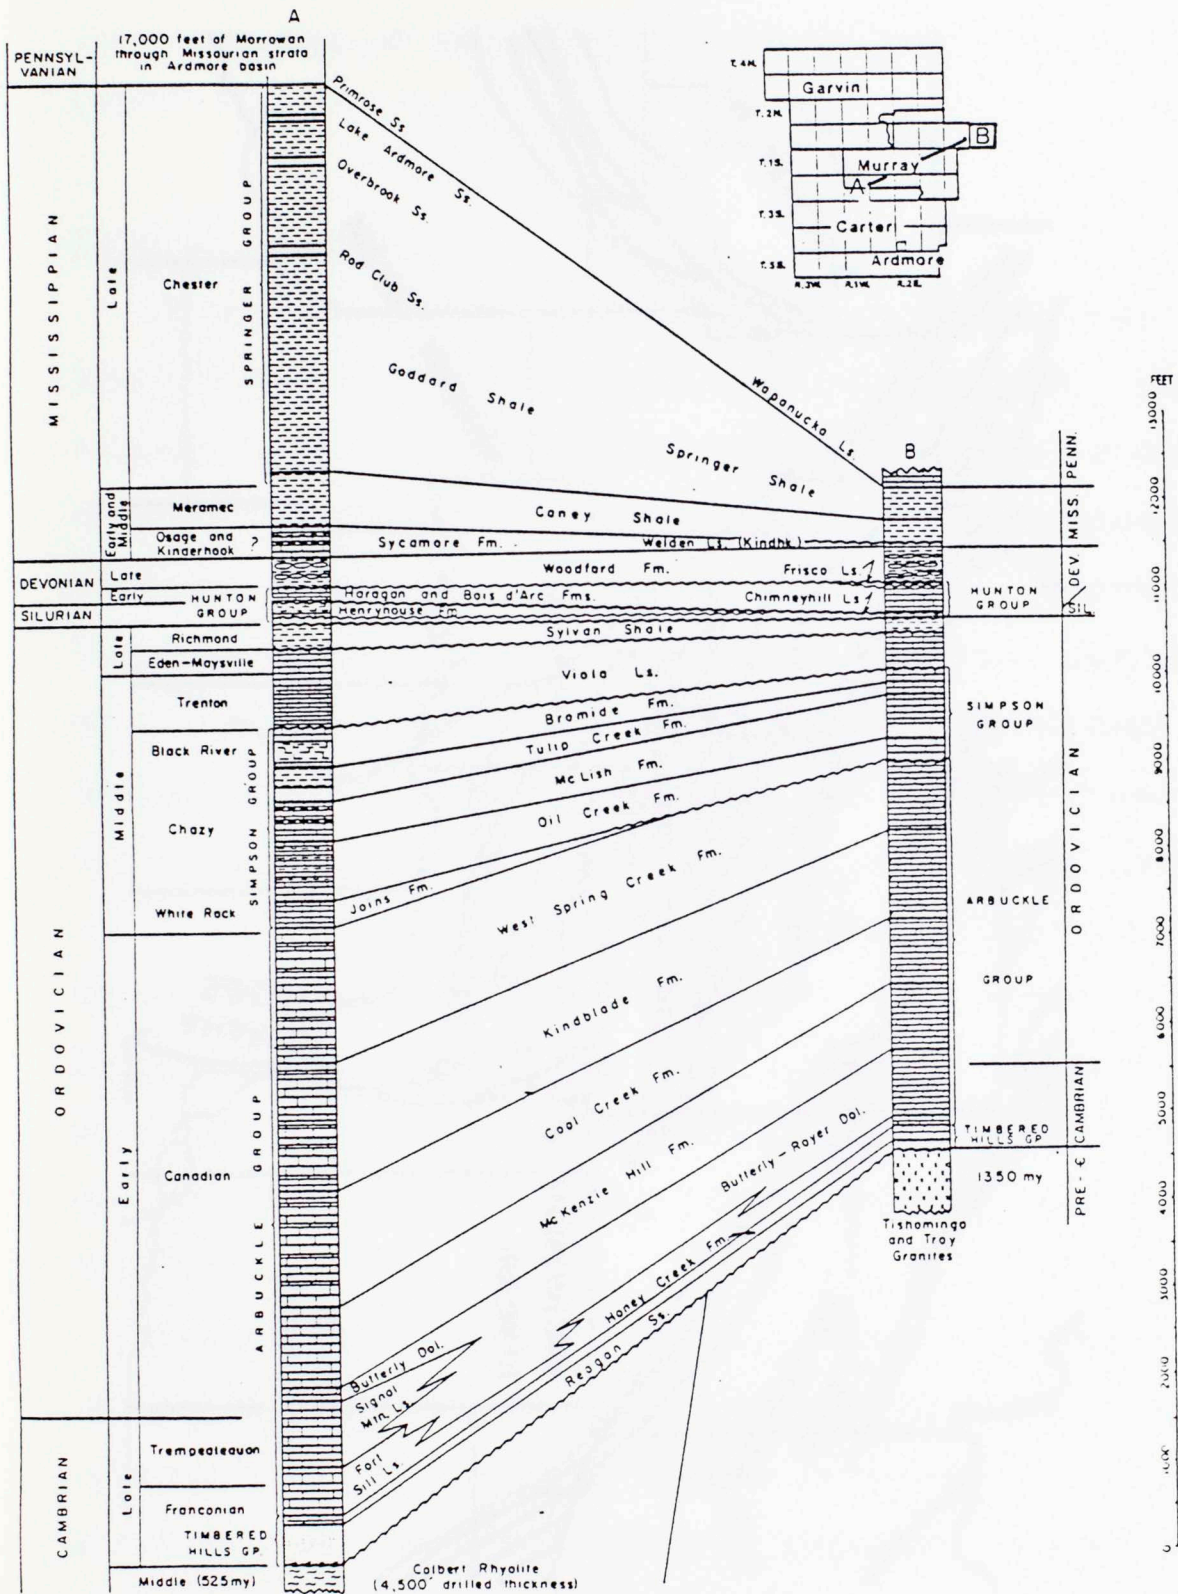 A
17,000 feet of Morrowan
through Missourian strata
in Ardmore basin
PENNSYL-
VANIAN
MISSISSIPPIAN
Late
Chester
SPRINGER GROUP
Early and
Middle
Meramec
Osage and
Kinderhook ?
DEVONIAN
Late
Early
HUNTON
GROUP
SILURIAN
ORDOVICIAN
Late
Richmond
Eden-Maysville
Middle
Trenton
Black River
Chazy
White Rock
SIMPSON GROUP
Early
Canadian
ARBUCKLE GROUP
CAMBRIAN
Late
Trempealeauan
Franconian
TIMBERED
HILLS GP.
Middle (525my)
Colbert Rhyolite
(4,500' drilled thickness)
Primrose Ss.
Lake Ardmore Ss.
Overbrook Ss.
Rod Club Ss.
Goddard Shale
Wapanucka Ls.
Springer Shale
Caney Shale
Sycamore Fm.
Welden Ls. (Kindhk.)
Woodford Fm.
Frisco Ls.
Haragan and Bois d'Arc Fms.
Chimneyhill Ls.
Henryhouse Fm
Sylvan Shale
Viola Ls.
Bromide Fm.
Tulip Creek Fm.
McLish Fm.
Oil Creek Fm.
Joins Fm.
West Spring Creek Fm.
Kindblade Fm.
Cool Creek Fm.
McKenzie Hill Fm.
Butterly-Royer Dol.
Butterly Dol.
Signal
Mtn. Ls.
Fort
Sill Ls.
Honey Creek Fm.
Reagan Ss.
T. 4N.
Garvin
T. 2N.
B
T. 1S.
Murray
A
T. 3S.
Carter
T. 5S.
Ardmore
R. 3W.
R. 1W.
R. 2E.
B
PENN.
MISS.
DEV.
SIL.
HUNTON
GROUP
SIMPSON
GROUP
ORDOVICIAN
ARBUCKLE
GROUP
CAMBRIAN
TIMBERED
HILLS GP
PRE-Є
1350 my
Tishomingo
and Troy
Granites
FEET
13000
12000
11000
10000
9000
8000
7000
6000
5000
4000
3000
2000
1000
0